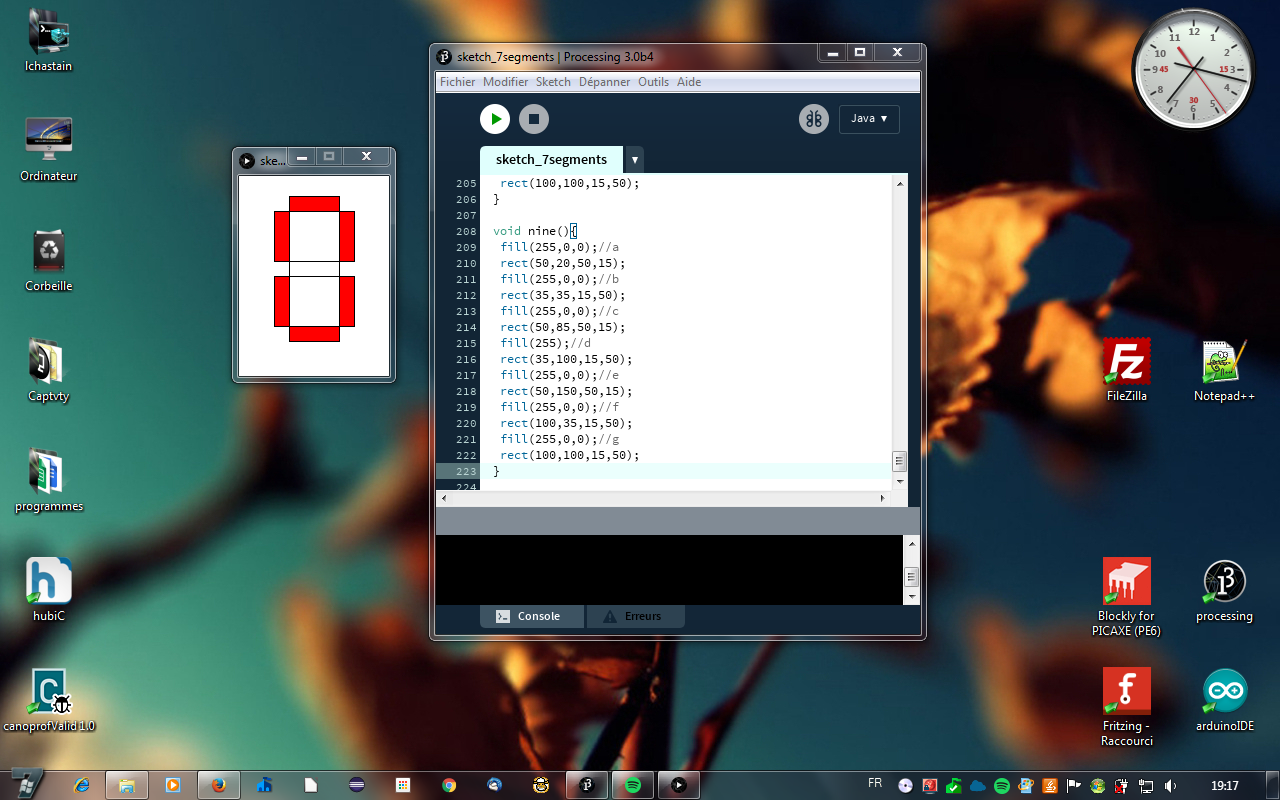 lchastain
Ordinateur
Corbeille
Captvty
programmes
hubiC
canoprofValid 1.0
ske...
sketch_7segments | Processing 3.0b4
Fichier Modifier Sketch Dépanner Outils Aide
Java ▾
sketch_7segments
205 rect(100,100,15,50);
206 }
207
208 void nine(){
209 fill(255,0,0);//a
210 rect(50,20,50,15);
211 fill(255,0,0);//b
212 rect(35,35,15,50);
213 fill(255,0,0);//c
214 rect(50,85,50,15);
215 fill(255);//d
216 rect(35,100,15,50);
217 fill(255,0,0);//e
218 rect(50,150,50,15);
219 fill(255,0,0);//f
220 rect(100,35,15,50);
221 fill(255,0,0);//g
222 rect(100,100,15,50);
223 }
224
Console
Erreurs
12
1
2
3
4
5
6
7
8
9
10
11
15
30
45
FileZilla
Notepad++
Blockly for
PICAXE (PE6)
processing
Fritzing -
Raccourci
arduinoIDE
FR
19:17